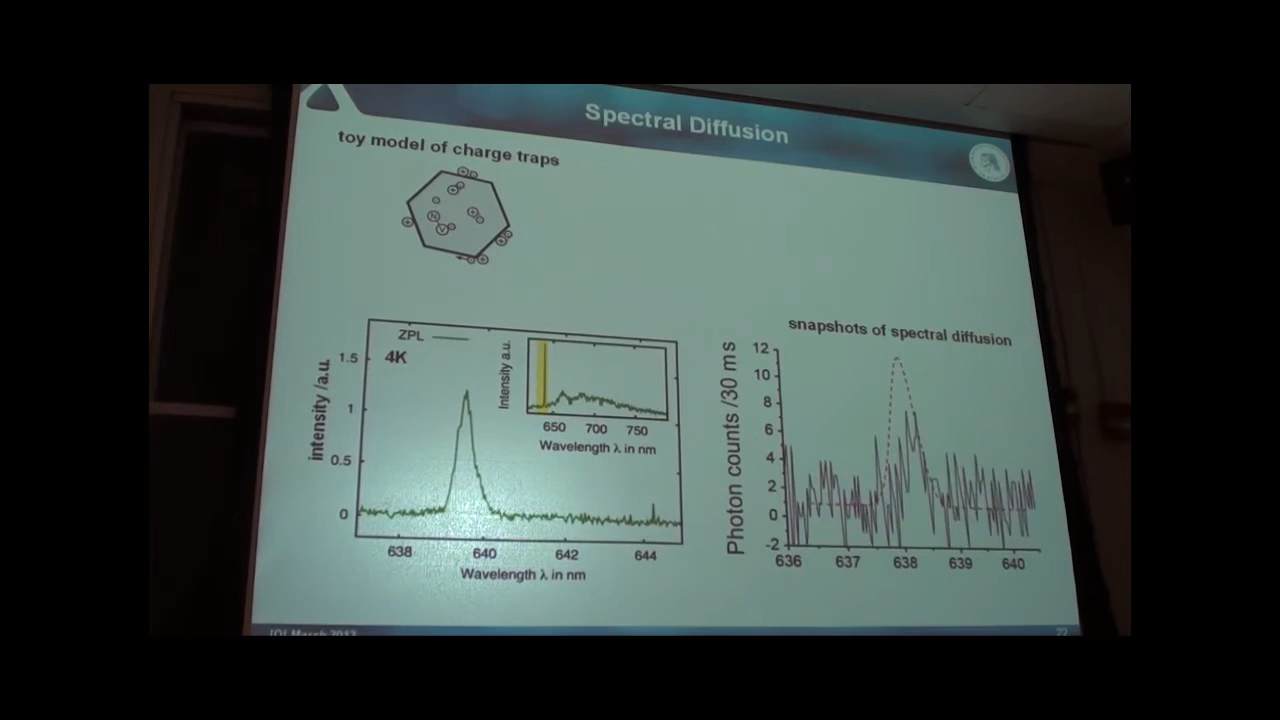 Spectral Diffusion
toy model of charge traps
N
V
ZPL
4K
1.5
1
0.5
0
intensity /a.u.
638
640
642
644
Wavelength λ in nm
Intensity a.u.
650
700
750
Wavelength λ in nm
snapshots of spectral diffusion
Photon counts /30 ms
12
10
8
6
4
2
0
-2
636
637
638
639
640
March 2013
22